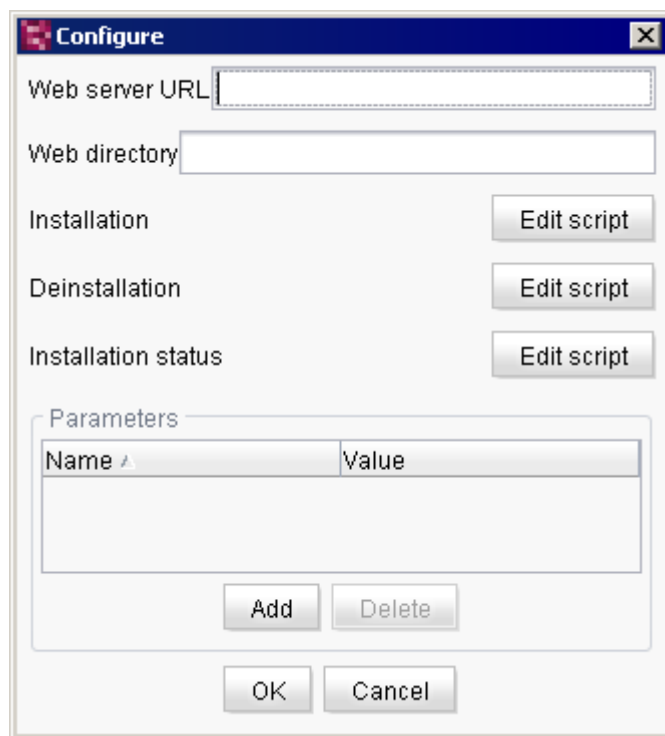 Configure
Web server URL
Web directory
Installation Edit script
Deinstallation Edit script
Installation status Edit script
Parameters
Name Value
Add Delete
OK Cancel